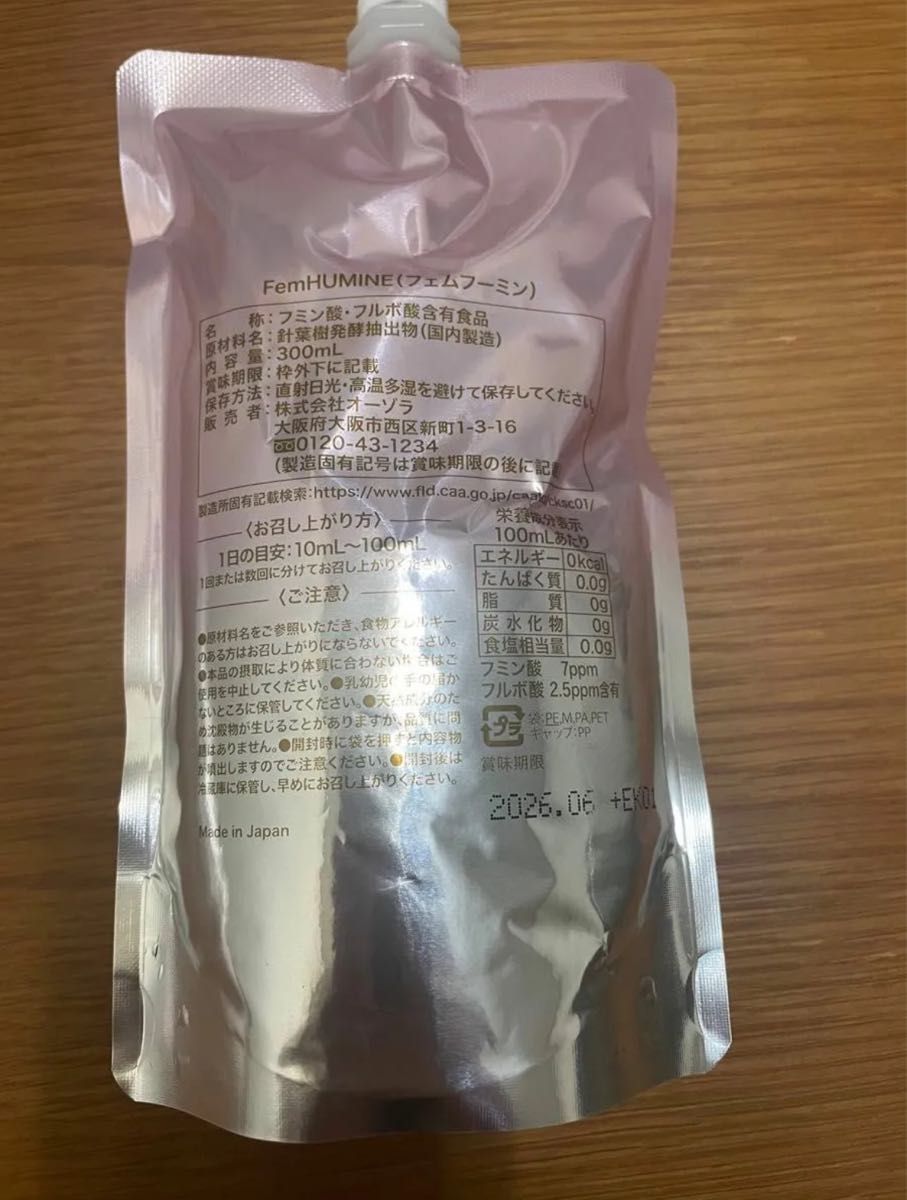 FemHUMINE(フェムフーミン)
名称:フミン酸・フルボ酸含有食品
原材料名:針葉樹発酵抽出物(国内製造)
内容量:300mL
賞味期限:枠外下に記載
保存方法:直射日光・高温多湿を避けて保存してください。
販売者:株式会社オーゾラ
大阪府大阪市西区新町1-3-16
0120-43-1234
(製造固有記号は賞味期限の後に記載
製造所固有記載検索:https://www.fld.caa.go.jp/caaks/cksc01/
〈お召し上がり方〉
1日の目安:10mL〜100mL
1回または数回に分けてお召し上がりください。
〈ご注意〉
●原材料名をご参照いただき、食物アレルギー
のある方はお召し上がりにならないでください。
●本品の摂取により体質に合わない場合はご
使用を中止してください。●乳幼児の手の届か
ないところに保管してください。●天然成分のた
め沈殿物が生じることがありますが、品質に問
題はありません。●開封時に袋を押すと内容物
が噴出しますのでご注意ください。●開封後は
冷蔵庫に保管し、早めにお召し上がりください。
Made in Japan
栄養成分表示
100mLあたり
エネルギー 0kcal
たんぱく質 0.0g
脂質 0g
炭水化物 0g
食塩相当量 0.0g
フミン酸 7ppm
フルボ酸 2.5ppm含有
プラ
袋:PE,M,PA,PET
キャップ:PP
賞味期限
2026.06 +EK01